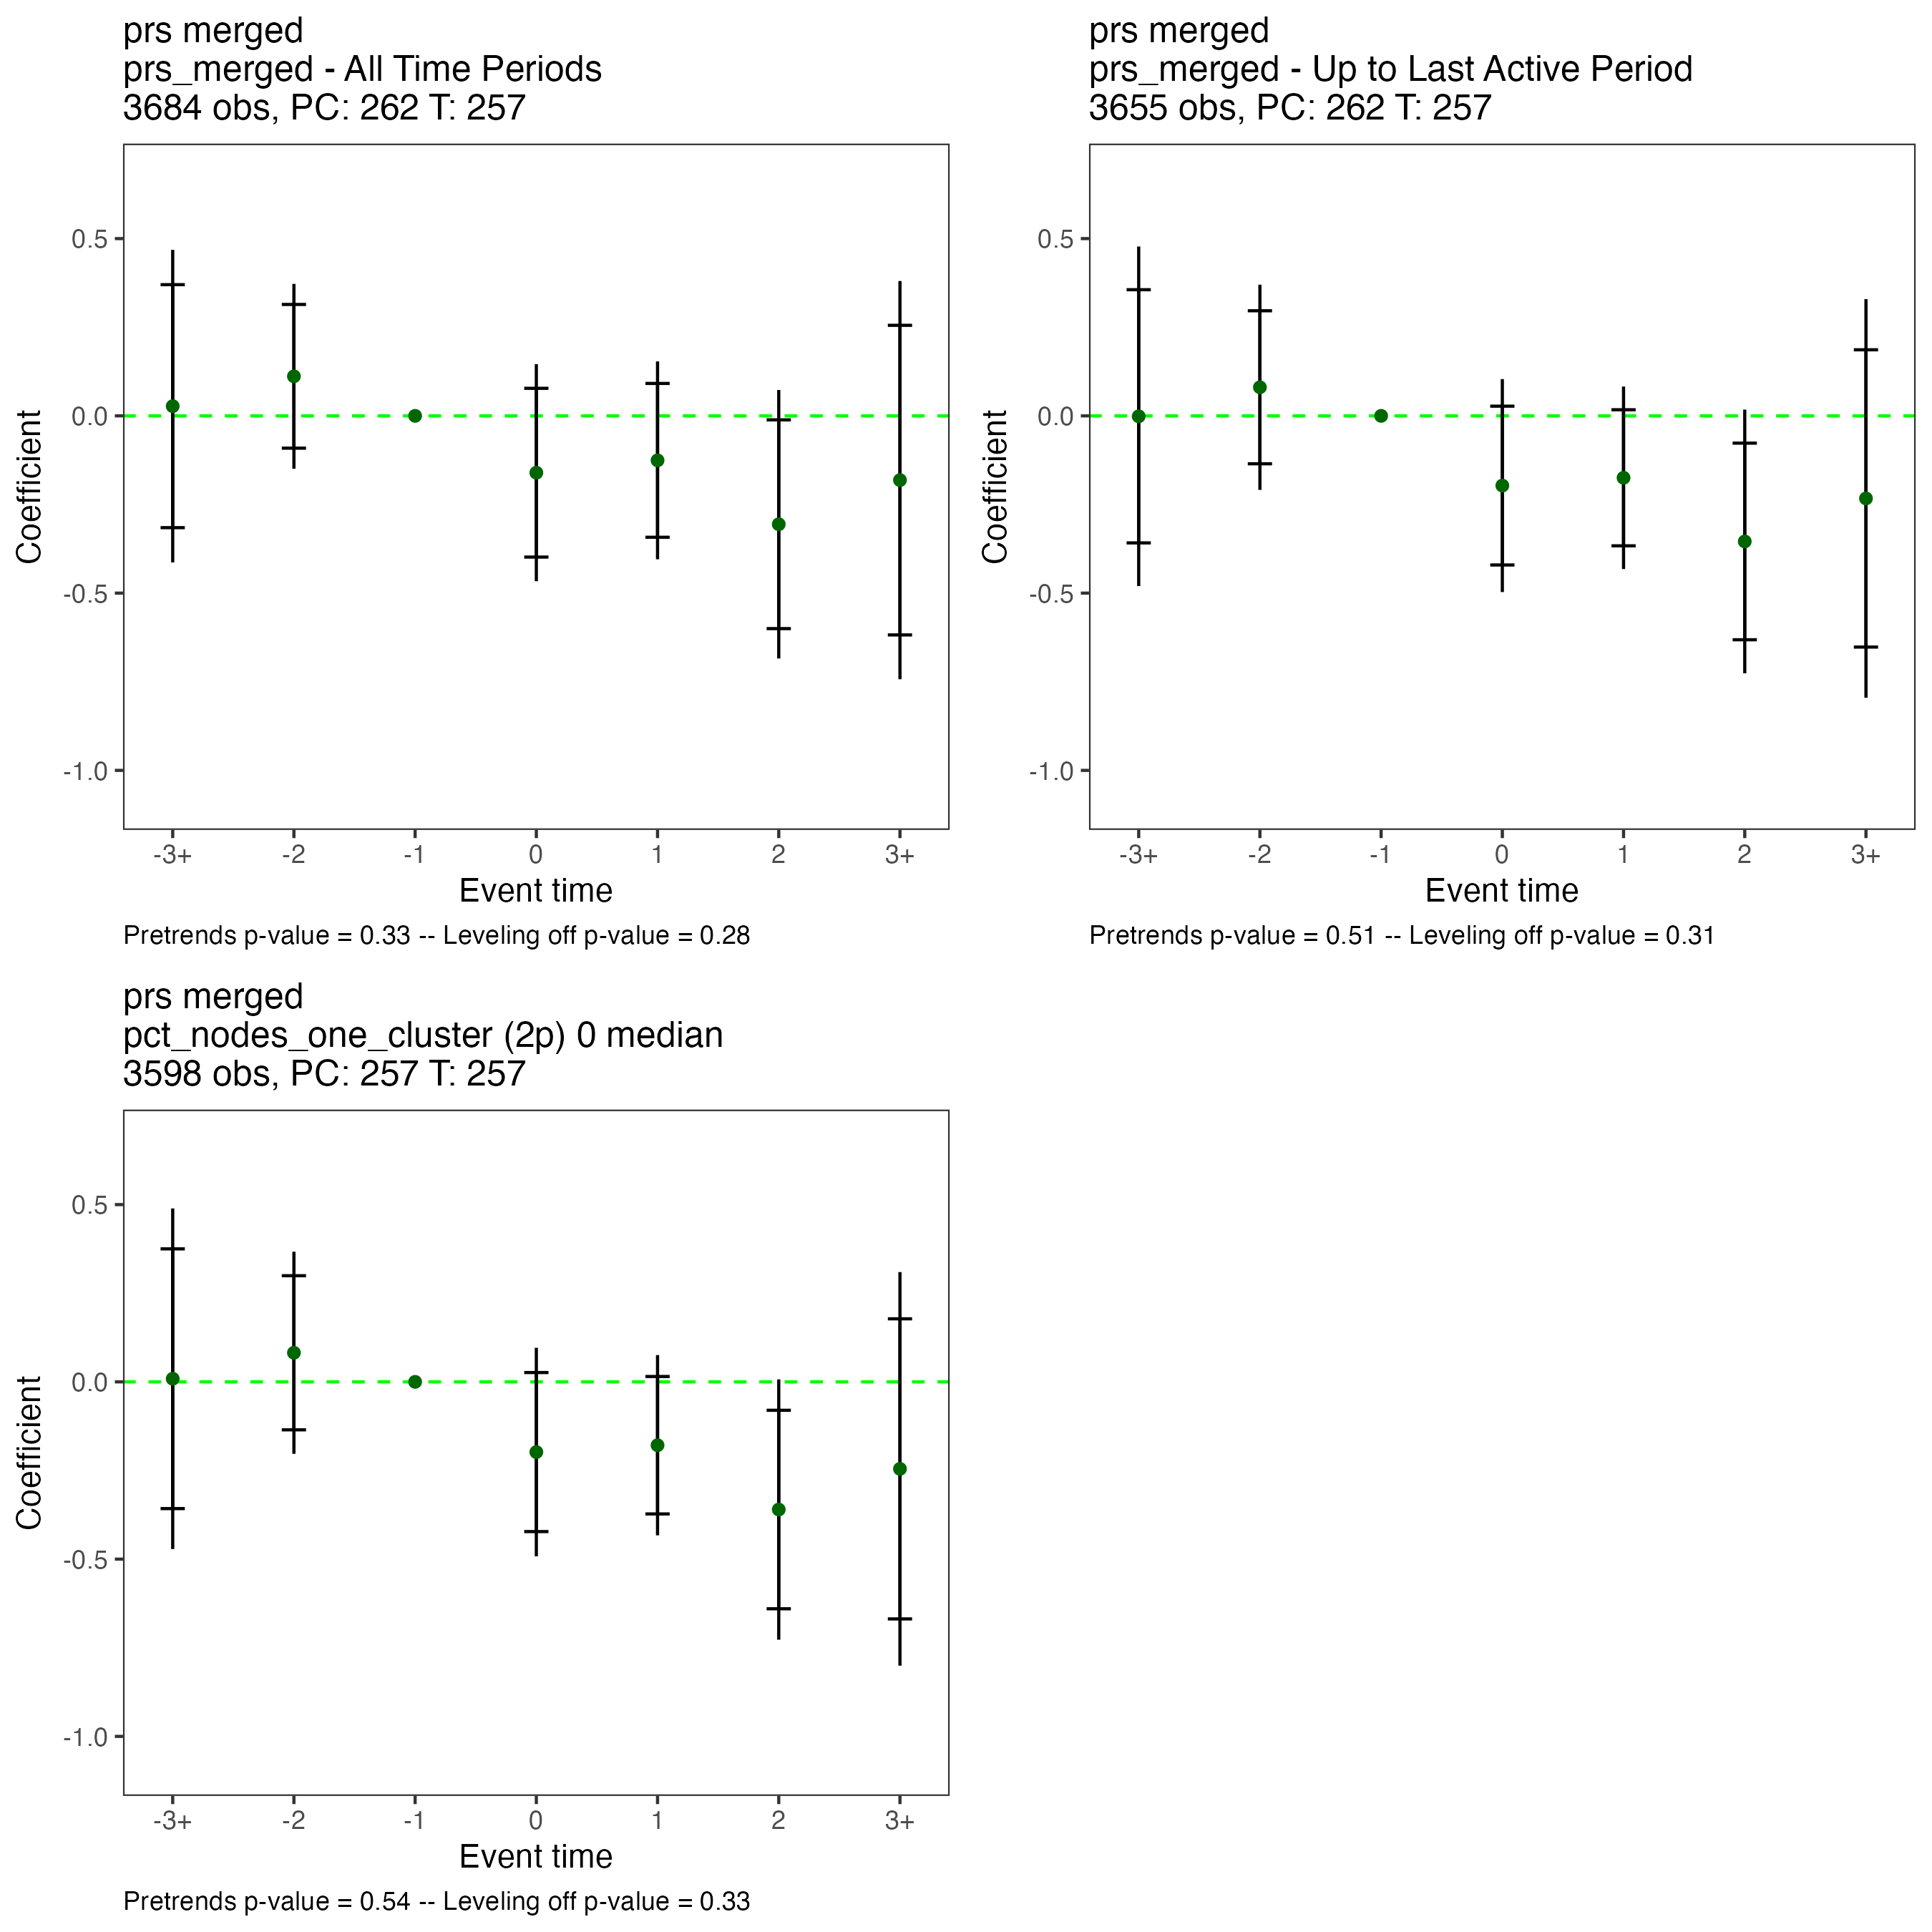 prs merged
prs_merged - All Time Periods
3684 obs, PC: 262 T: 257
Coefficient
0.5
0.0
-0.5
-1.0
-3+ -2 -1 0 1 2 3+
Event time
Pretrends p-value = 0.33 -- Leveling off p-value = 0.28
prs merged
prs_merged - Up to Last Active Period
3655 obs, PC: 262 T: 257
Coefficient
0.5
0.0
-0.5
-1.0
-3+ -2 -1 0 1 2 3+
Event time
Pretrends p-value = 0.51 -- Leveling off p-value = 0.31
prs merged
pct_nodes_one_cluster (2p) 0 median
3598 obs, PC: 257 T: 257
Coefficient
0.5
0.0
-0.5
-1.0
-3+ -2 -1 0 1 2 3+
Event time
Pretrends p-value = 0.54 -- Leveling off p-value = 0.33